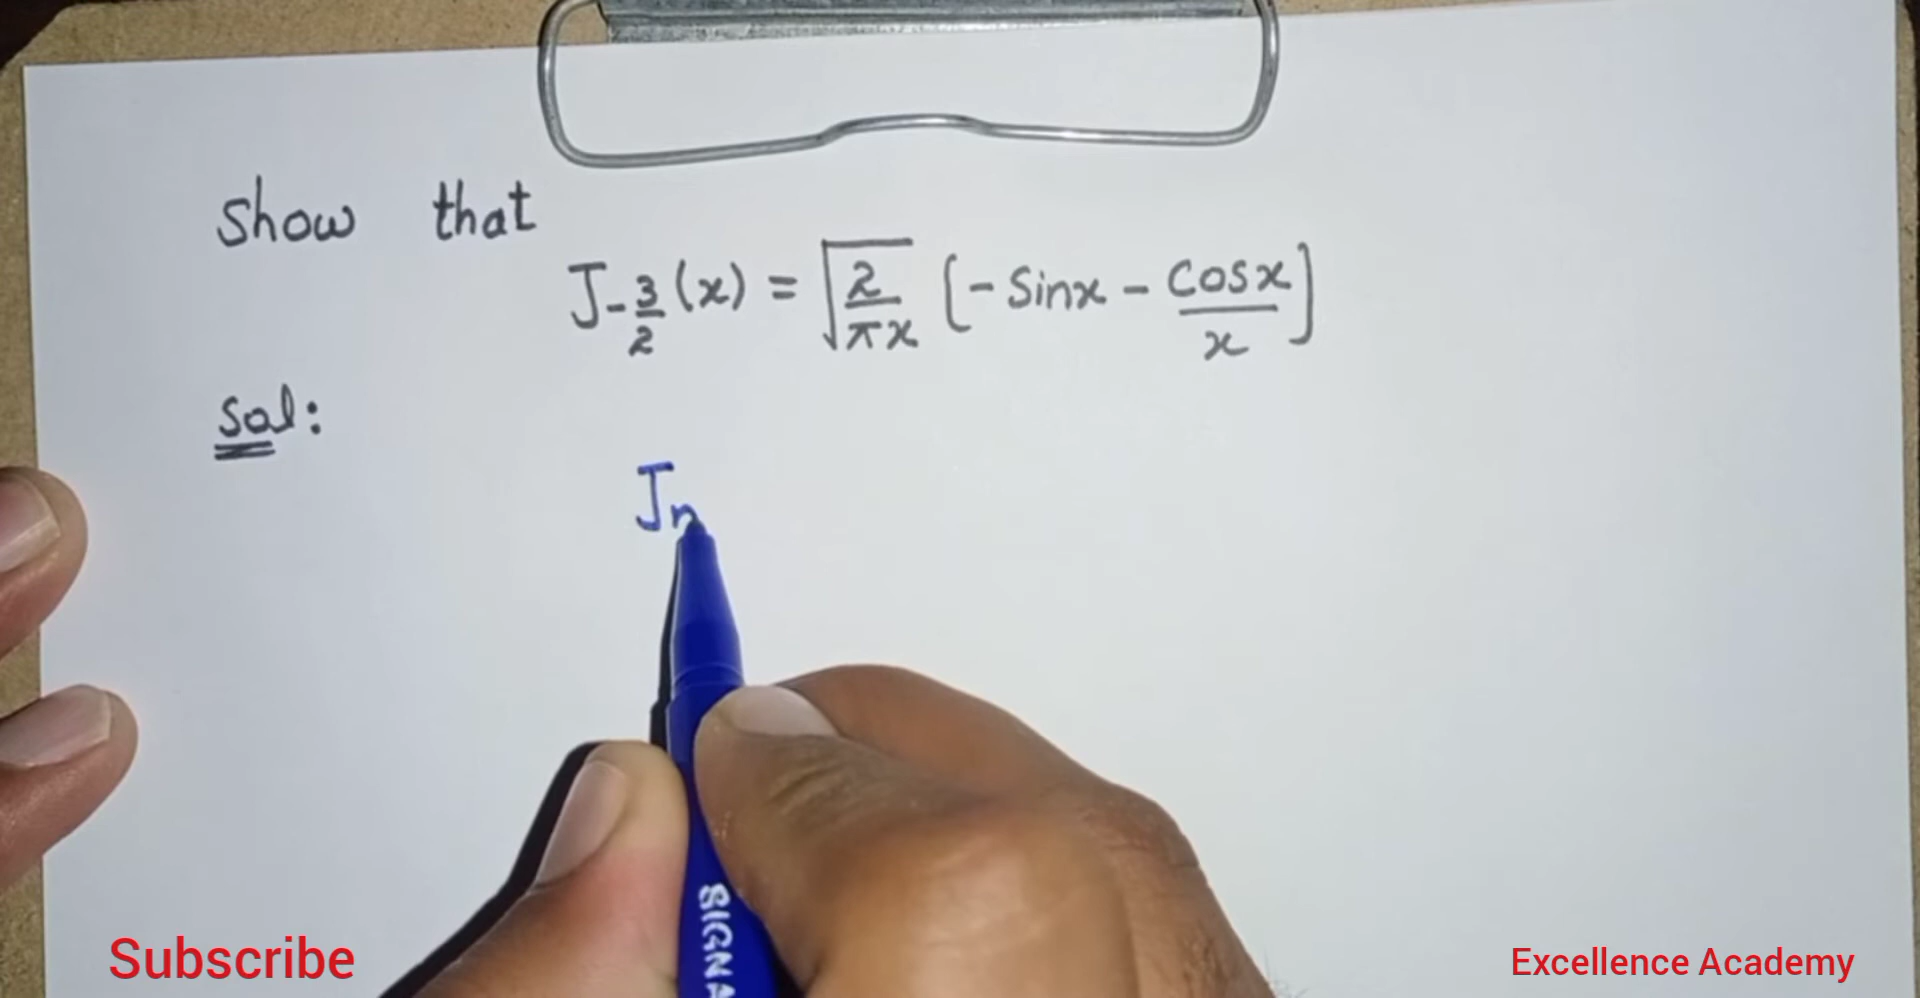 Show that
J-3/2(x) = √2/πx [-Sinx - Cosx/x]
Sol:
Jn
SIGNA
Subscribe
Excellence Academy